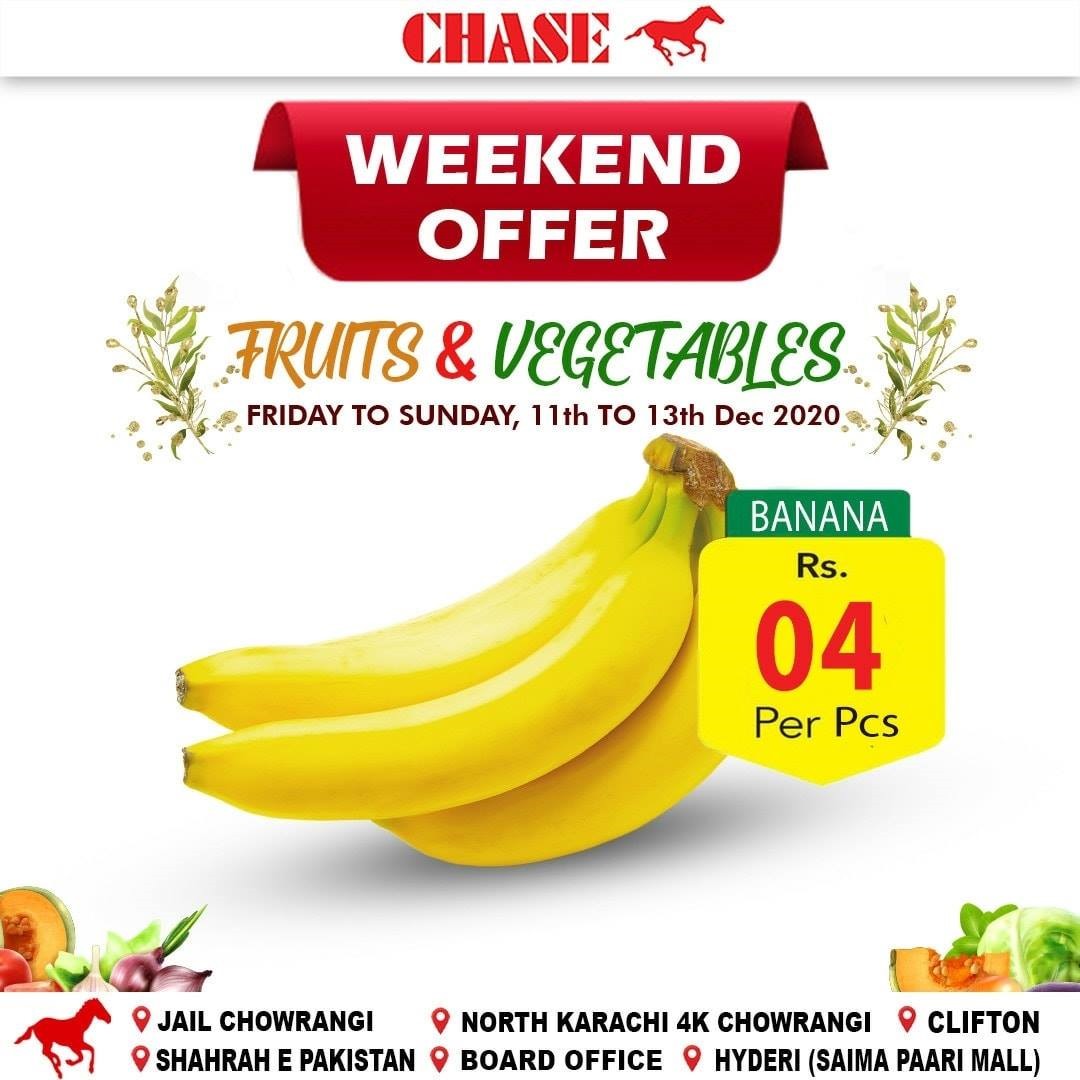 CHASE
WEEKEND
OFFER
FRUITS & VEGETABLES
FRIDAY TO SUNDAY, 11th TO 13th Dec 2020
BANANA
Rs.
04
Per Pcs
JAIL CHOWRANGI NORTH KARACHI 4K CHOWRANGI CLIFTON
SHAHRAH E PAKISTAN BOARD OFFICE HYDERI (SAIMA PAARI MALL)